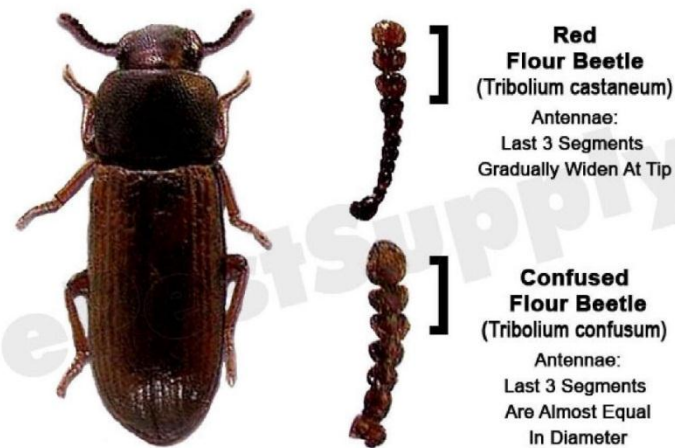 Red
Flour Beetle
(Tribolium castaneum)
Antennae:
Last 3 Segments
Gradually Widen At Tip
Confused
Flour Beetle
(Tribolium confusum)
Antennae:
Last 3 Segments
Are Almost Equal
In Diameter
ePestSupply